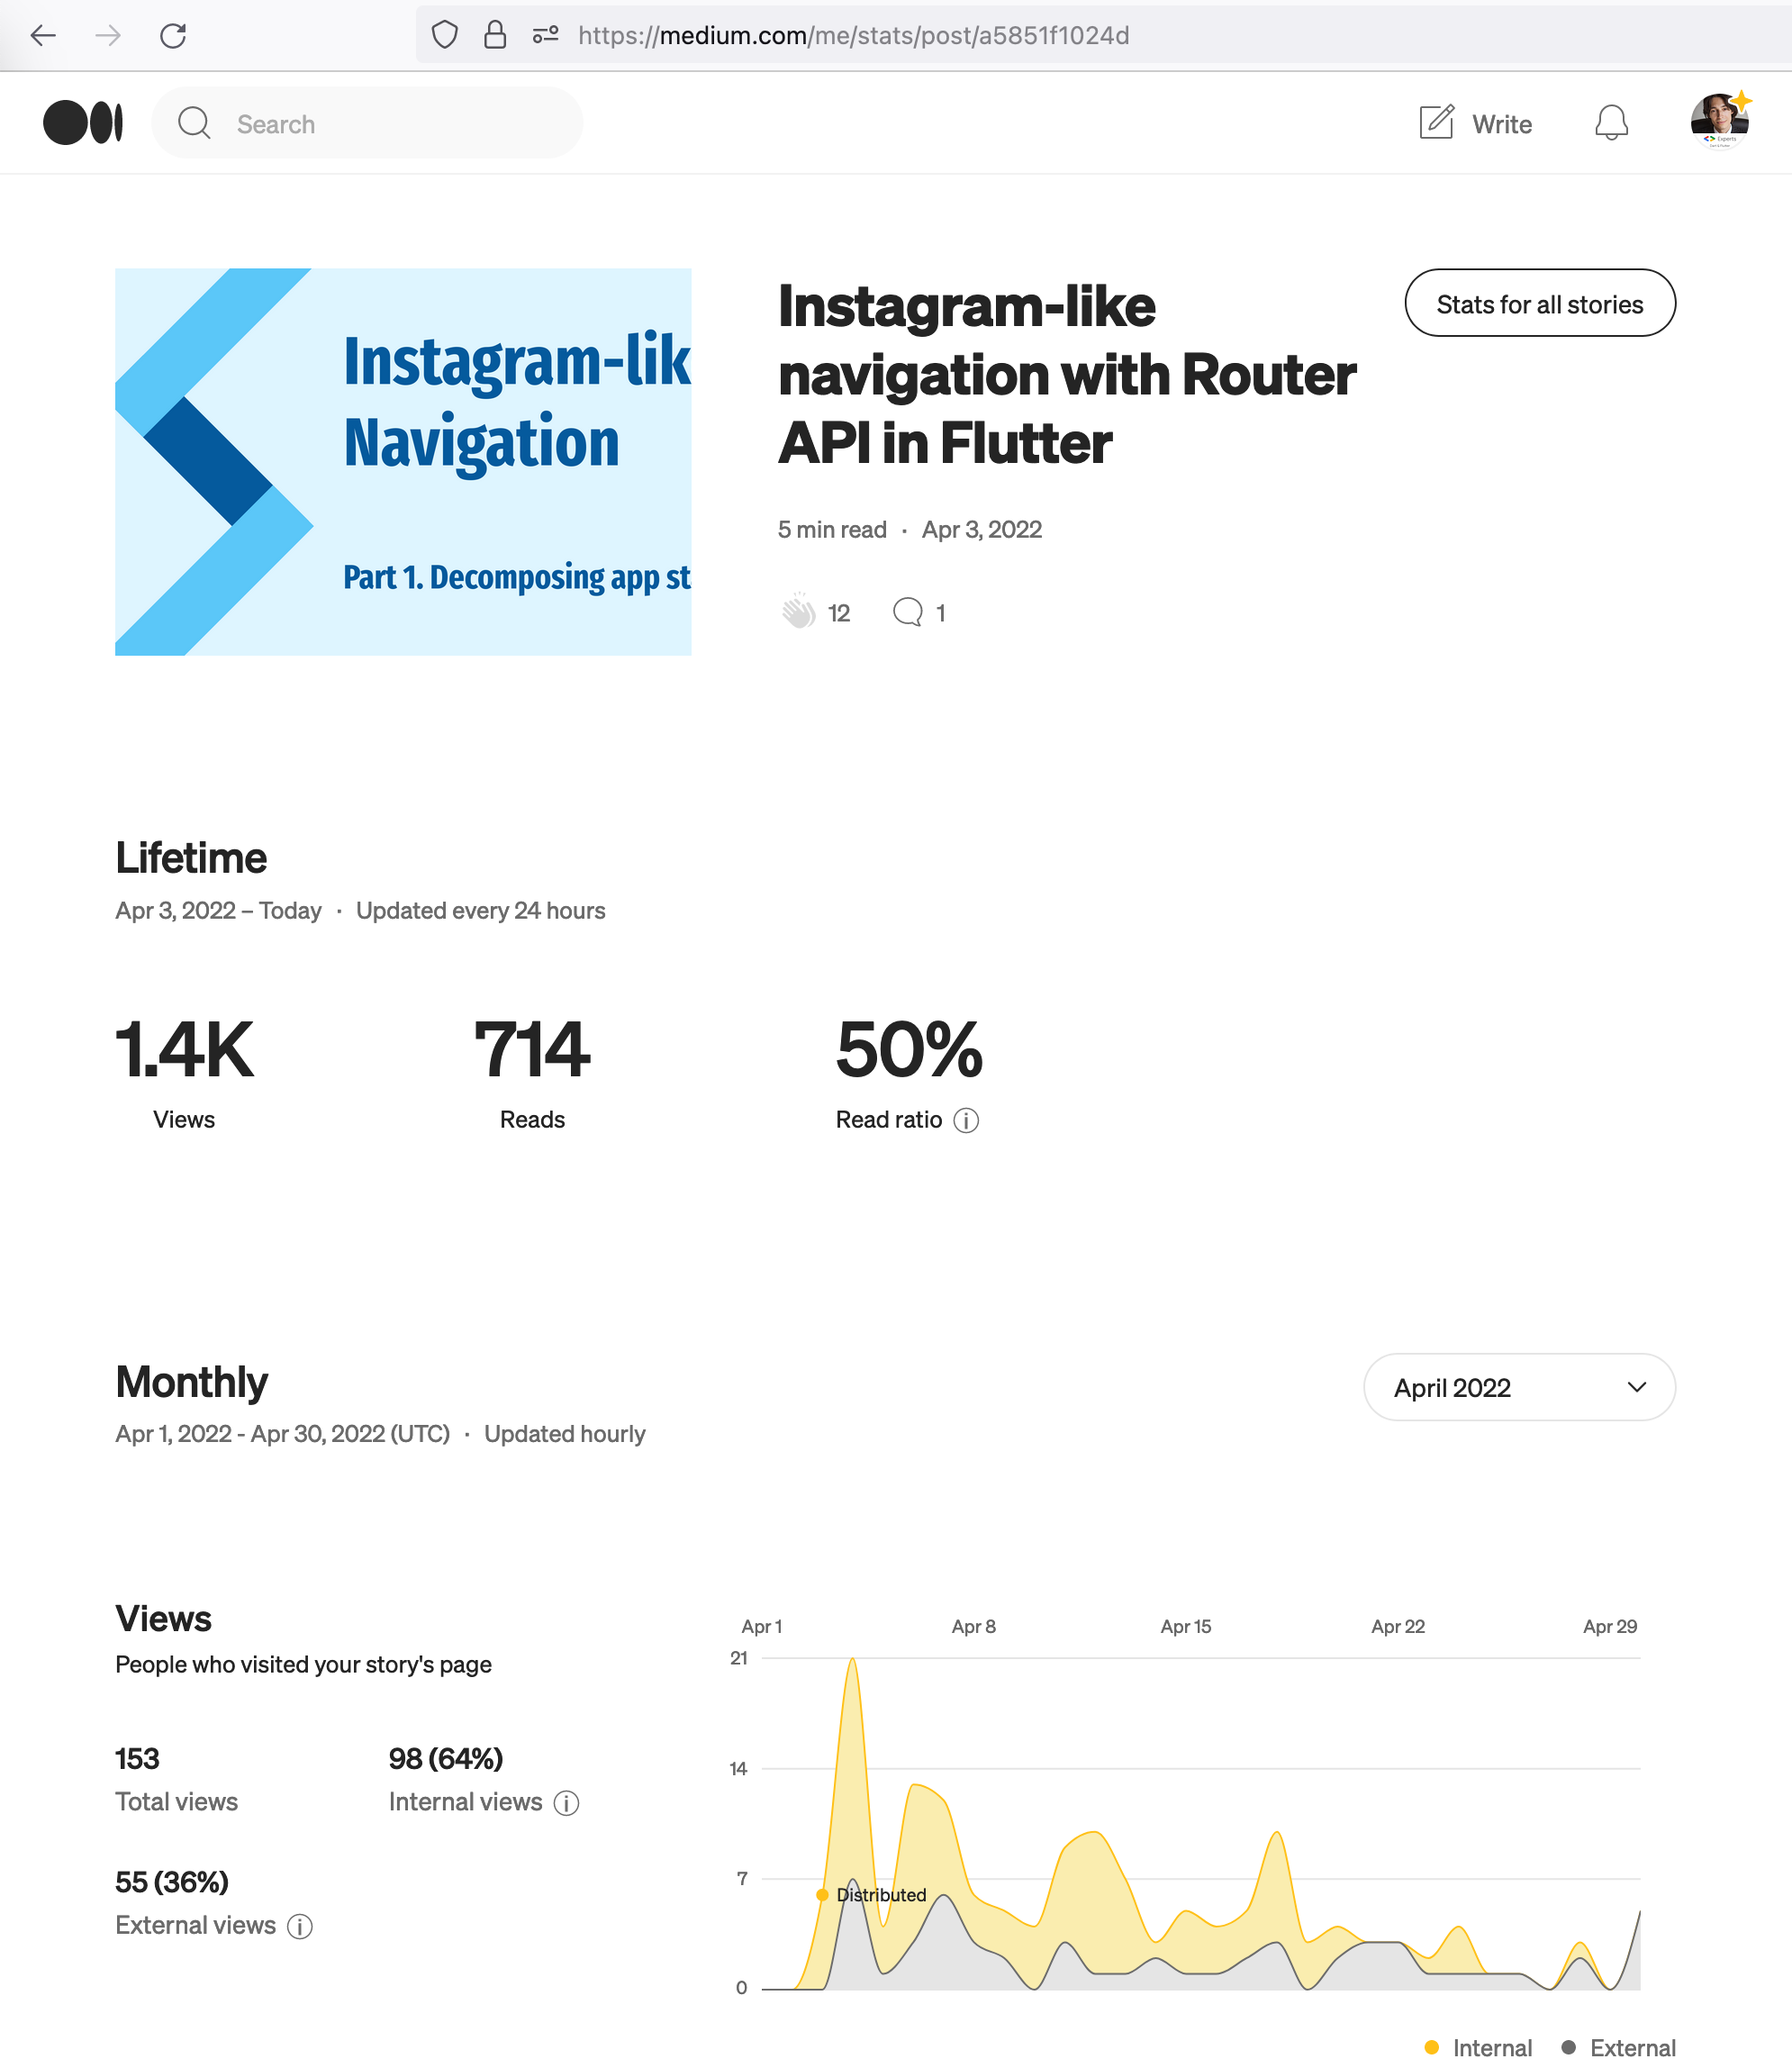 https://medium.com/me/stats/post/a5851f1024d
Search
Write
Instagram-lik
Navigation
Part 1. Decomposing app st
Instagram-like
navigation with Router
API in Flutter
Stats for all stories
5 min read · Apr 3, 2022
12
1
Lifetime
Apr 3, 2022 – Today · Updated every 24 hours
1.4K
Views
714
Reads
50%
Read ratio
Monthly
Apr 1, 2022 - Apr 30, 2022 (UTC) · Updated hourly
April 2022
Views
People who visited your story's page
153
Total views
98 (64%)
Internal views
55 (36%)
External views
Apr 1 Apr 8 Apr 15 Apr 22 Apr 29
21
14
7
Distributed
0
Internal External